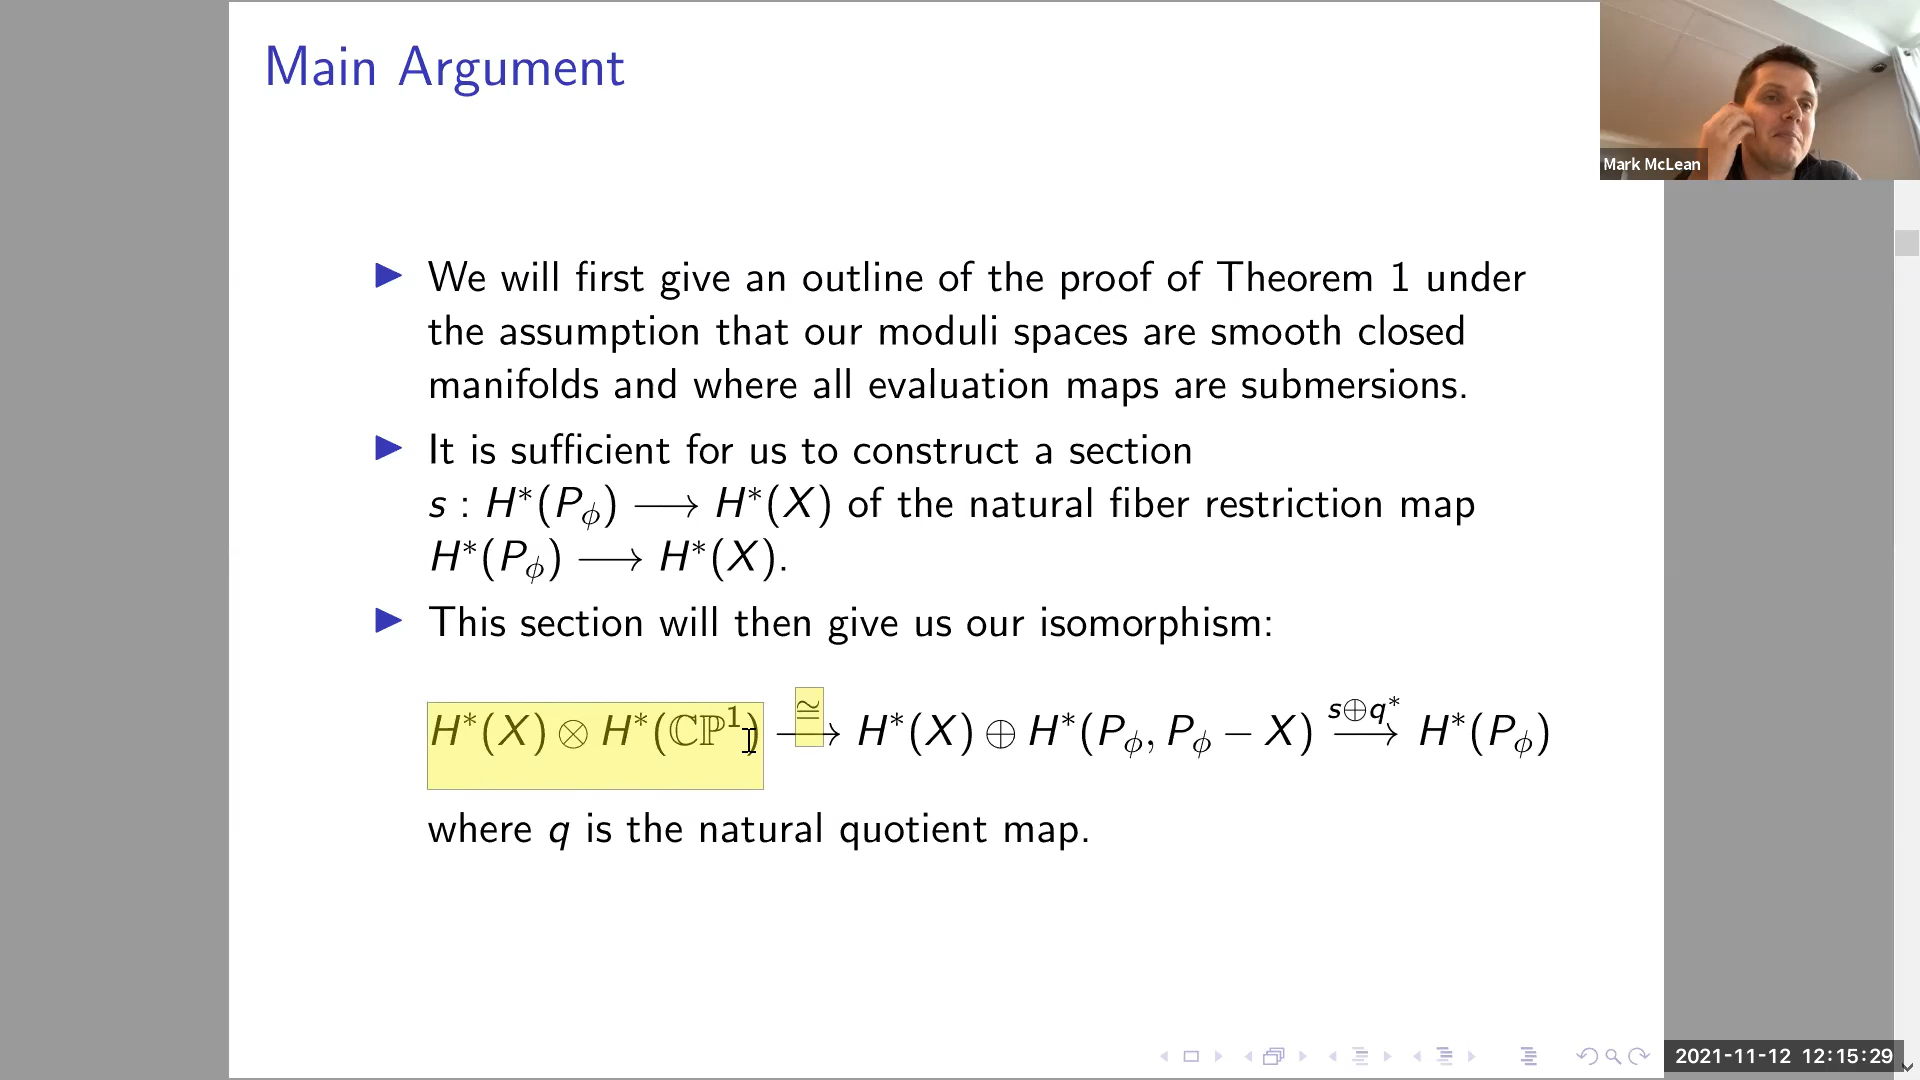 Main Argument
Mark McLean
▶ We will first give an outline of the proof of Theorem 1 under
the assumption that our moduli spaces are smooth closed
manifolds and where all evaluation maps are submersions.
▶ It is sufficient for us to construct a section
s : H*(P_ϕ) ⟶ H*(X) of the natural fiber restriction map
H*(P_ϕ) ⟶ H*(X).
▶ This section will then give us our isomorphism:
H*(X) ⊗ H*(ℂℙ¹) ≅⟶ H*(X) ⊕ H*(P_ϕ, P_ϕ − X) s⊕q*⟶ H*(P_ϕ)
where q is the natural quotient map.
2021-11-12 12:15:29